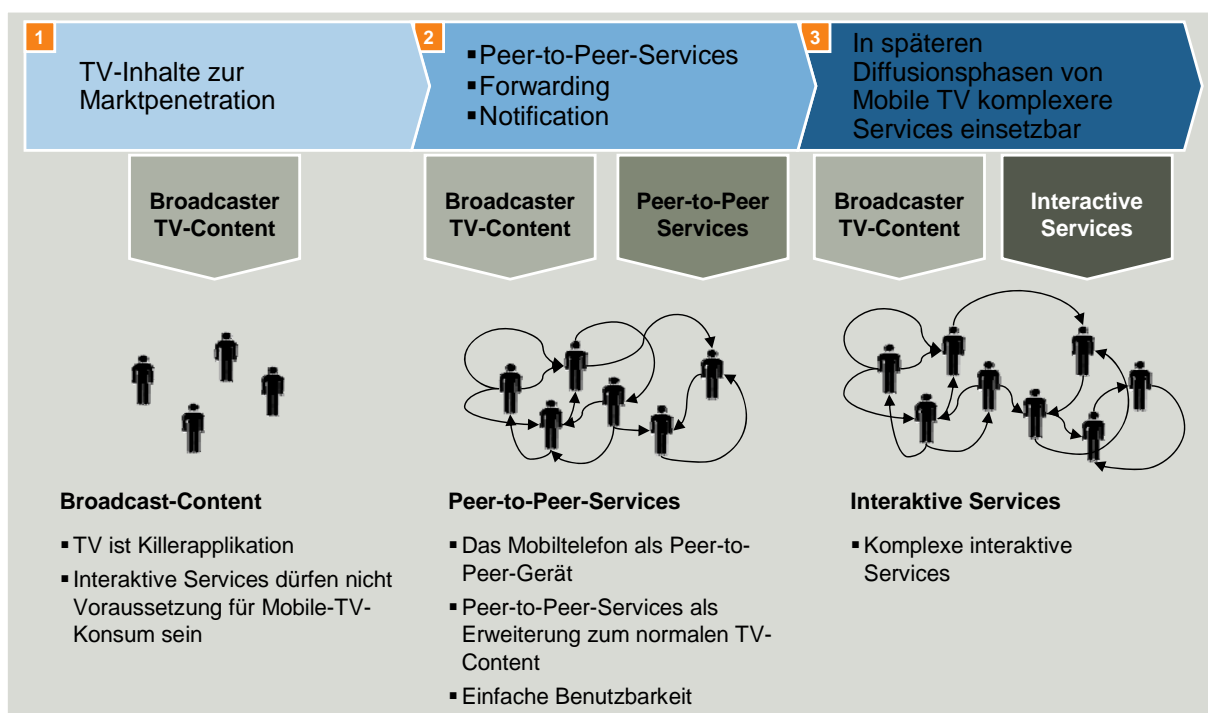 1
TV-Inhalte zur
Marktpenetration
2
▪Peer-to-Peer-Services
▪Forwarding
▪Notification
3
In späteren
Diffusionsphasen von
Mobile TV komplexere
Services einsetzbar
Broadcaster
TV-Content
Broadcaster
TV-Content
Peer-to-Peer
Services
Broadcaster
TV-Content
Interactive
Services
Broadcast-Content
▪TV ist Killerapplikation
▪Interaktive Services dürfen nicht
Voraussetzung für Mobile-TV-
Konsum sein
Peer-to-Peer-Services
▪Das Mobiltelefon als Peer-to-
Peer-Gerät
▪Peer-to-Peer-Services als
Erweiterung zum normalen TV-
Content
▪Einfache Benutzbarkeit
Interaktive Services
▪Komplexe interaktive
Services